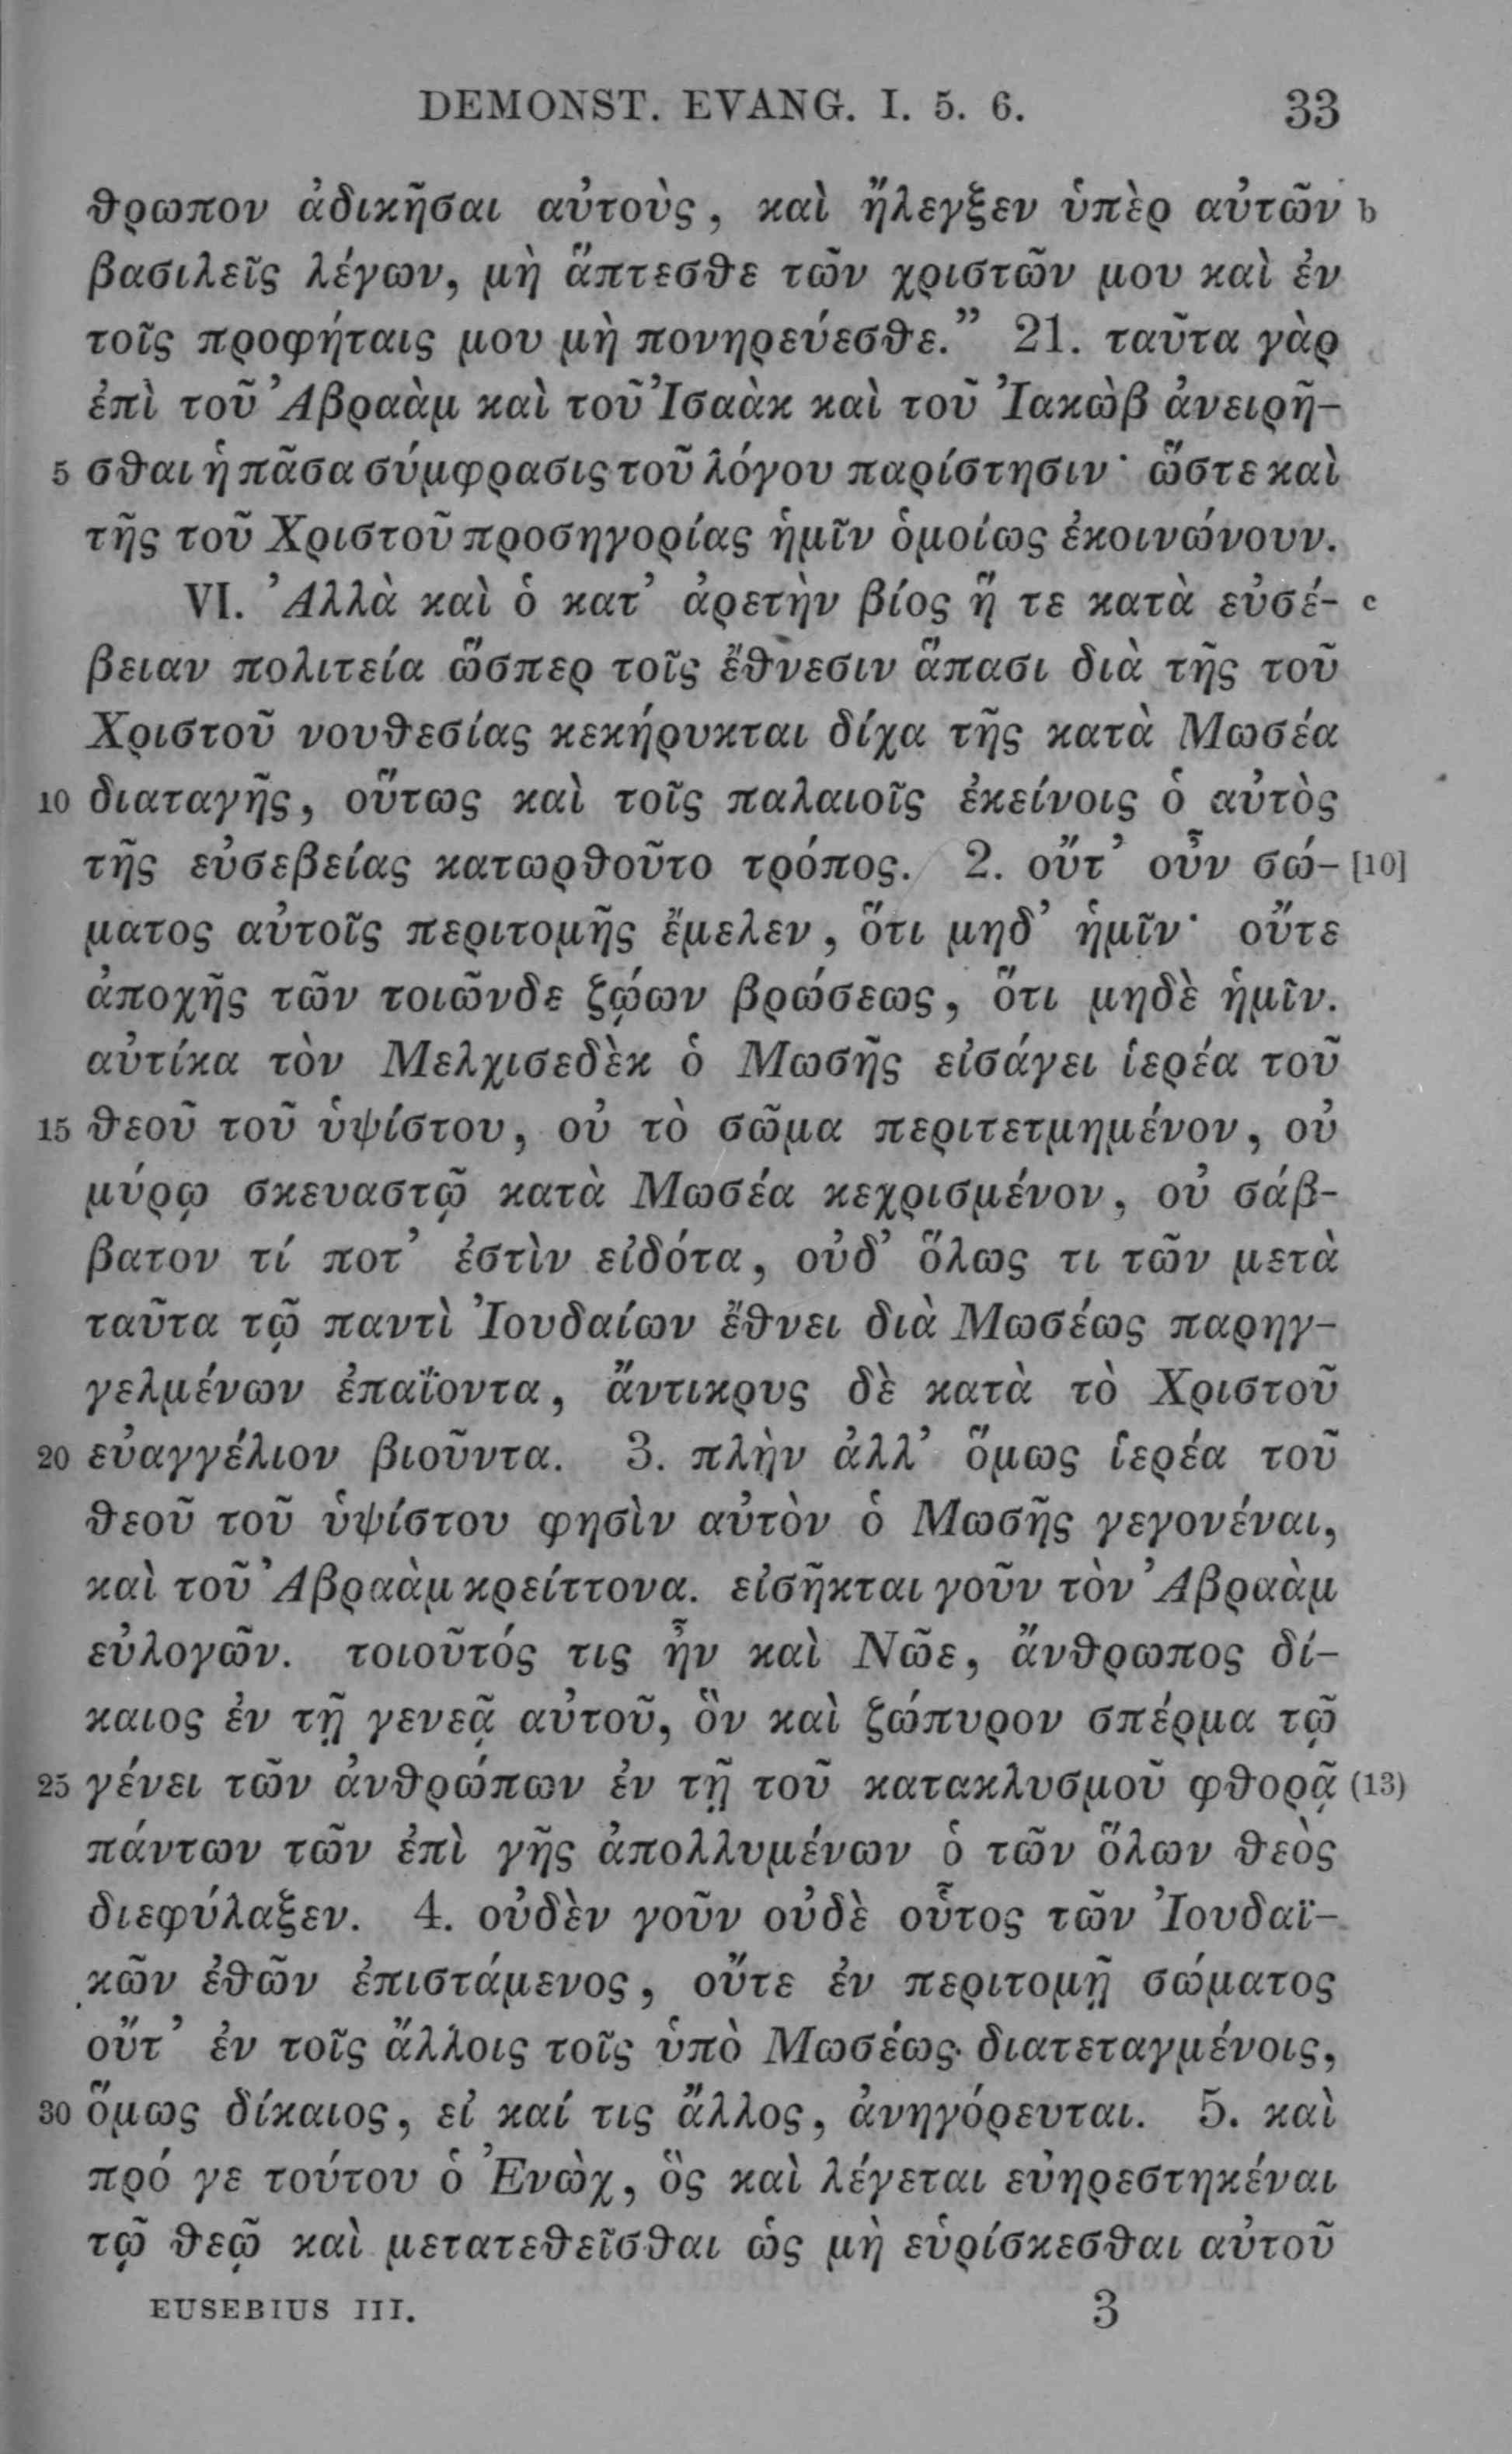 DEMONST. EVANG. I. 5. 6. 33
θρωπον ἀδικῆσαι αὐτοὺς, καὶ ἤλεγξεν ὑπὲρ αὐτῶν b
βασιλεῖς λέγων, μὴ ἅπτεσθε τῶν χριστῶν μου καὶ ἐν
τοῖς προφήταις μου μὴ πονηρεύεσθε.” 21. ταῦτα γὰρ
ἐπὶ τοῦ Ἀβραὰμ καὶ τοῦ Ἰσαὰκ καὶ τοῦ Ἰακὼβ ἀνειρῆ-
5 σθαι ἡ πᾶσα σύμφρασις τοῦ λόγου παρίστησιν· ὥστε καὶ
τῆς τοῦ Χριστοῦ προσηγορίας ἡμῖν ὁμοίως ἐκοινώνουν.
VI. Ἀλλὰ καὶ ὁ κατ’ ἀρετὴν βίος ἥ τε κατὰ εὐσέ- c
βειαν πολιτεία ὥσπερ τοῖς ἔθνεσιν ἅπασι διὰ τῆς τοῦ
Χριστοῦ νουθεσίας κεκήρυκται δίχα τῆς κατὰ Μωσέα
10 διαταγῆς, οὕτως καὶ τοῖς παλαιοῖς ἐκείνοις ὁ αὐτὸς
τῆς εὐσεβείας κατωρθοῦτο τρόπος. 2. οὔτ’ οὖν σώ- [10]
ματος αὐτοῖς περιτομῆς ἔμελεν, ὅτι μηδ’ ἡμῖν· οὔτε
ἀποχῆς τῶν τοιῶνδε ζῴων βρώσεως, ὅτι μηδὲ ἡμῖν.
αὐτίκα τὸν Μελχισεδὲκ ὁ Μωσῆς εἰσάγει ἱερέα τοῦ
15 θεοῦ τοῦ ὑψίστου, οὐ τὸ σῶμα περιτετμημένον, οὐ
μύρῳ σκευαστῷ κατὰ Μωσέα κεχρισμένον, οὐ σάβ-
βατον τί ποτ’ ἐστὶν εἰδότα, οὐδ’ ὅλως τι τῶν μετὰ
ταῦτα τῷ παντὶ Ἰουδαίων ἔθνει διὰ Μωσέως παρηγ-
γελμένων ἐπαΐοντα, ἄντικρυς δὲ κατὰ τὸ Χριστοῦ
20 εὐαγγέλιον βιοῦντα. 3. πλὴν ἀλλ’ ὅμως ἱερέα τοῦ
θεοῦ τοῦ ὑψίστου φησὶν αὐτὸν ὁ Μωσῆς γεγονέναι,
καὶ τοῦ Ἀβραὰμ κρείττονα. εἰσῆκται γοῦν τὸν Ἀβραὰμ
εὐλογῶν. τοιοῦτός τις ἦν καὶ Νῶε, ἄνθρωπος δί-
καιος ἐν τῇ γενεᾷ αὐτοῦ, ὃν καὶ ζώπυρον σπέρμα τῷ
25 γένει τῶν ἀνθρώπων ἐν τῇ τοῦ κατακλυσμοῦ φθορᾷ (13)
πάντων τῶν ἐπὶ γῆς ἀπολλυμένων ὁ τῶν ὅλων θεὸς
διεφύλαξεν. 4. οὐδὲν γοῦν οὐδὲ οὗτος τῶν Ἰουδαϊ-
κῶν ἐθῶν ἐπιστάμενος, οὔτε ἐν περιτομῇ σώματος
οὔτ’ ἐν τοῖς ἄλλοις τοῖς ὑπὸ Μωσέως διατεταγμένοις,
30 ὅμως δίκαιος, εἰ καί τις ἄλλος, ἀνηγόρευται. 5. καὶ
πρό γε τούτου ὁ Ἐνὼχ, ὃς καὶ λέγεται εὐηρεστηκέναι
τῷ θεῷ καὶ μετατεθεῖσθαι ὡς μὴ εὑρίσκεσθαι αὐτοῦ
EUSEBIUS III. 3